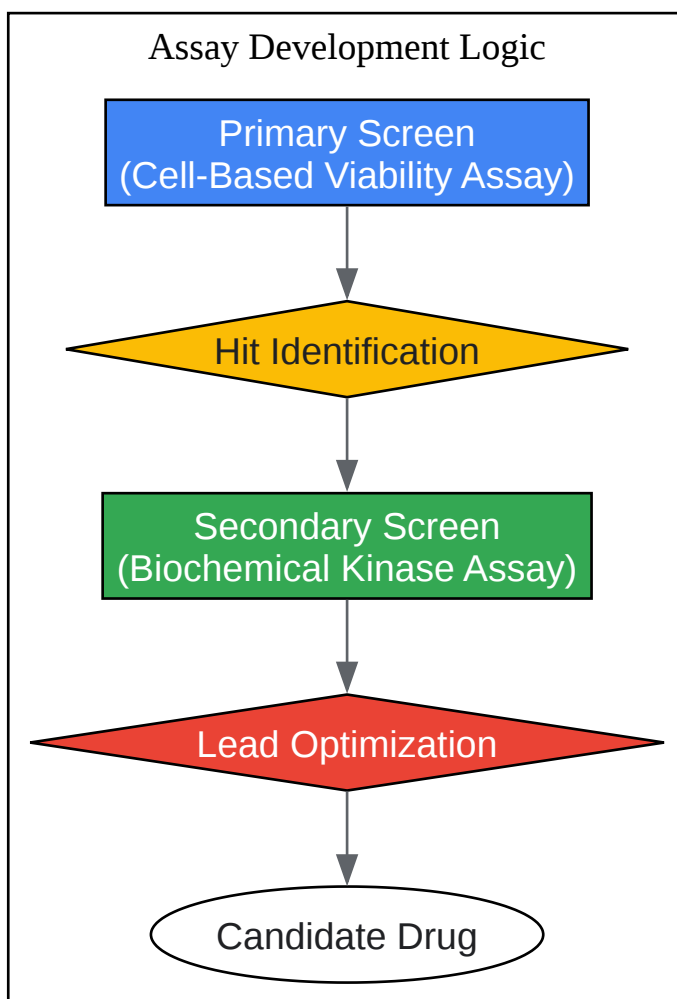 Assay Development Logic
Primary Screen
(Cell-Based Viability Assay)
Hit Identification
Secondary Screen
(Biochemical Kinase Assay)
Lead Optimization
Candidate Drug